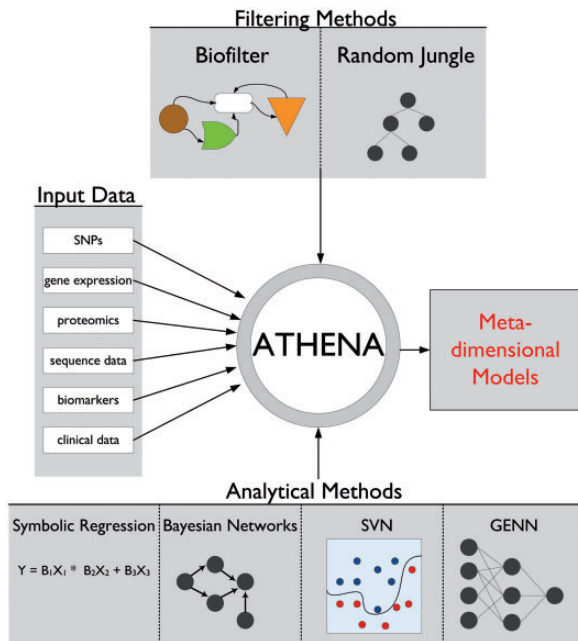 Filtering Methods
Biofilter
Random Jungle
Input Data
SNPs
gene expression
proteomics
sequence data
biomarkers
clinical data
ATHENA
Meta-
dimensional
Models
Analytical Methods
Symbolic Regression
Y = B₁X₁ * B₂X₂ + B₃X₃
Bayesian Networks
SVN
GENN